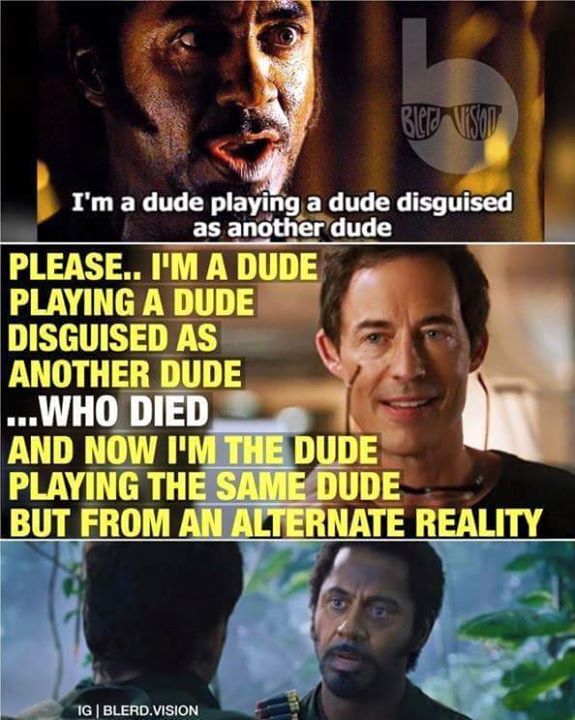 Blerd Vision
I'm a dude playing a dude disguised
as another dude
PLEASE.. I'M A DUDE
PLAYING A DUDE
DISGUISED AS
ANOTHER DUDE
...WHO DIED
AND NOW I'M THE DUDE
PLAYING THE SAME DUDE
BUT FROM AN ALTERNATE REALITY
IG | BLERD.VISION